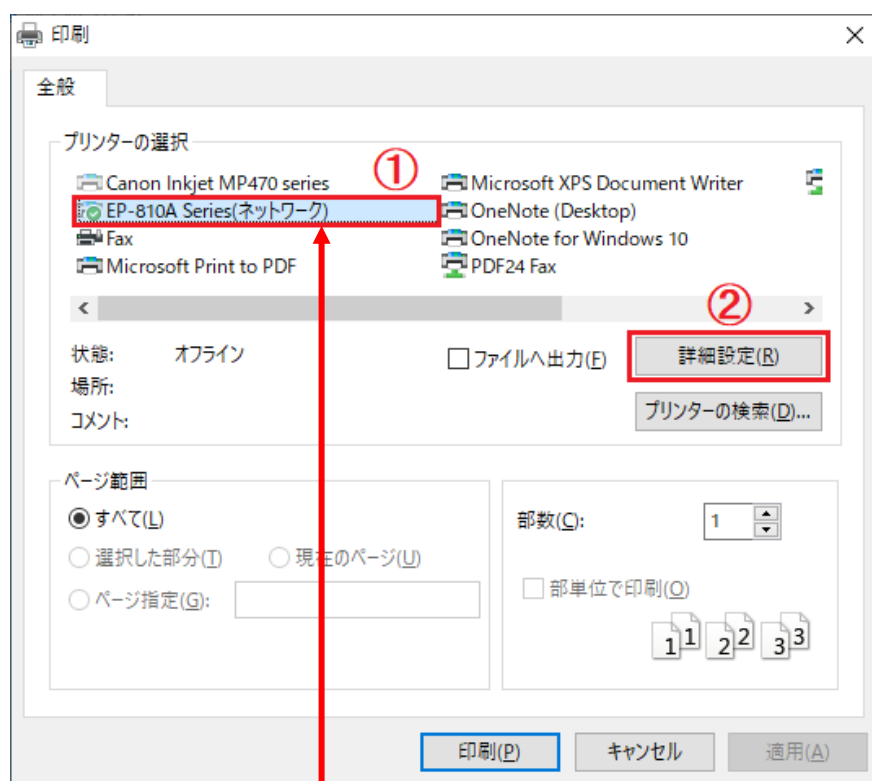 印刷
全般
プリンターの選択
①
Canon Inkjet MP470 series
EP-810A Series(ネットワーク)
Fax
Microsoft Print to PDF
Microsoft XPS Document Writer
OneNote (Desktop)
OneNote for Windows 10
PDF24 Fax
②
状態: オフライン
場所:
コメント:
ファイルへ出力(F)
詳細設定(R)
プリンターの検索(D)...
ページ範囲
すべて(L)
選択した部分(T) 現在のページ(U)
ページ指定(G):
部数(C): 1
部単位で印刷(O)
1 1 2 2 3 3
印刷(P) キャンセル 適用(A)